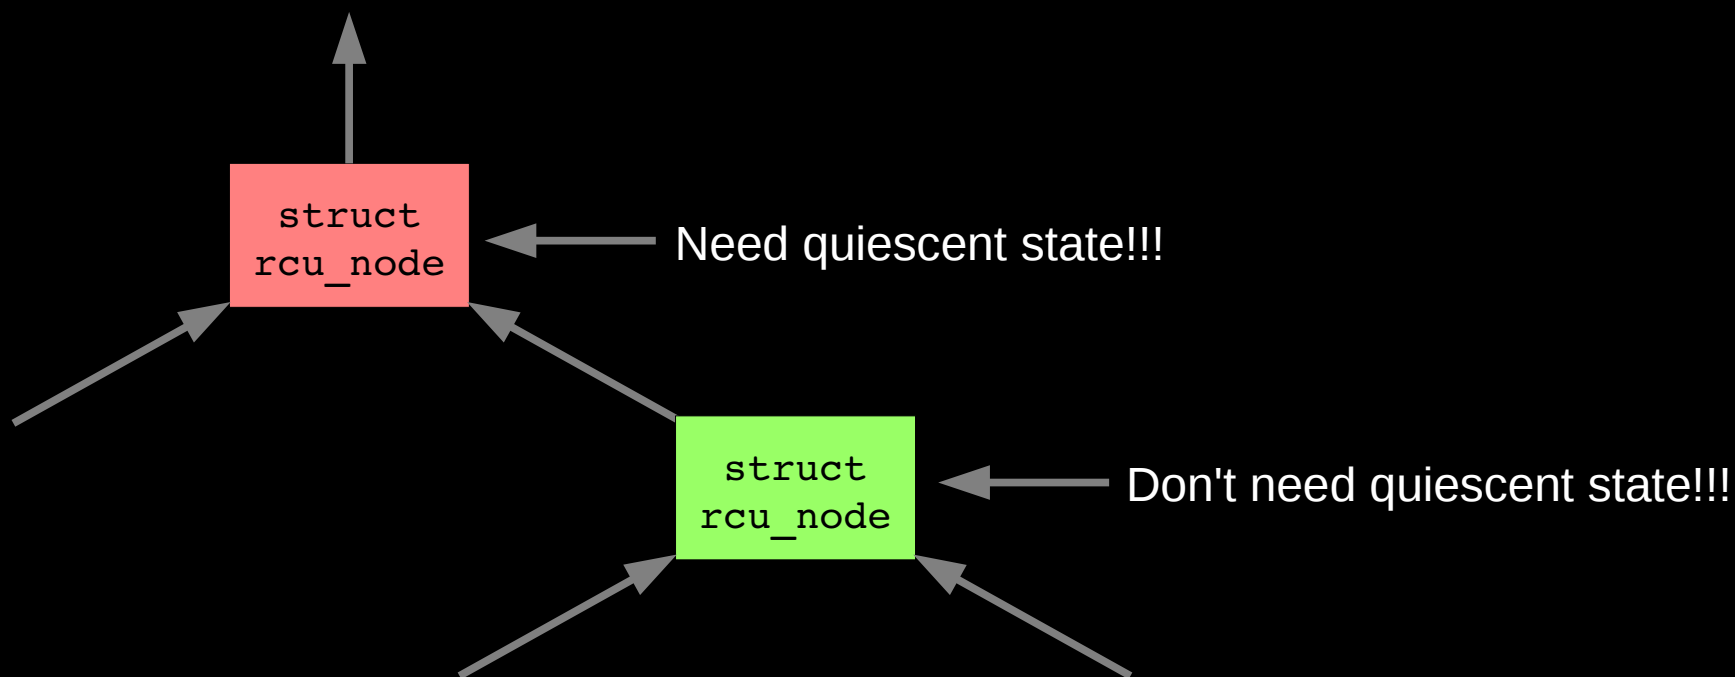 struct
rcu_node
Need quiescent state!!!
struct
rcu_node
Don't need quiescent state!!!